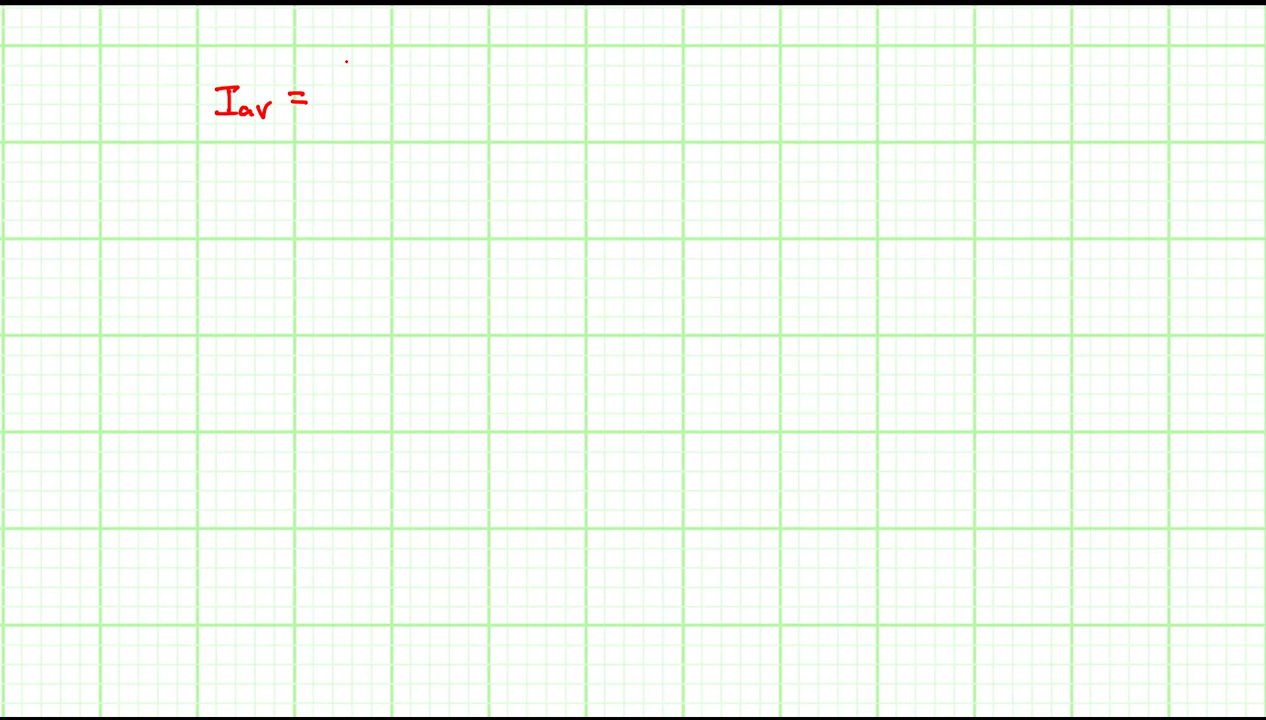 Iav =